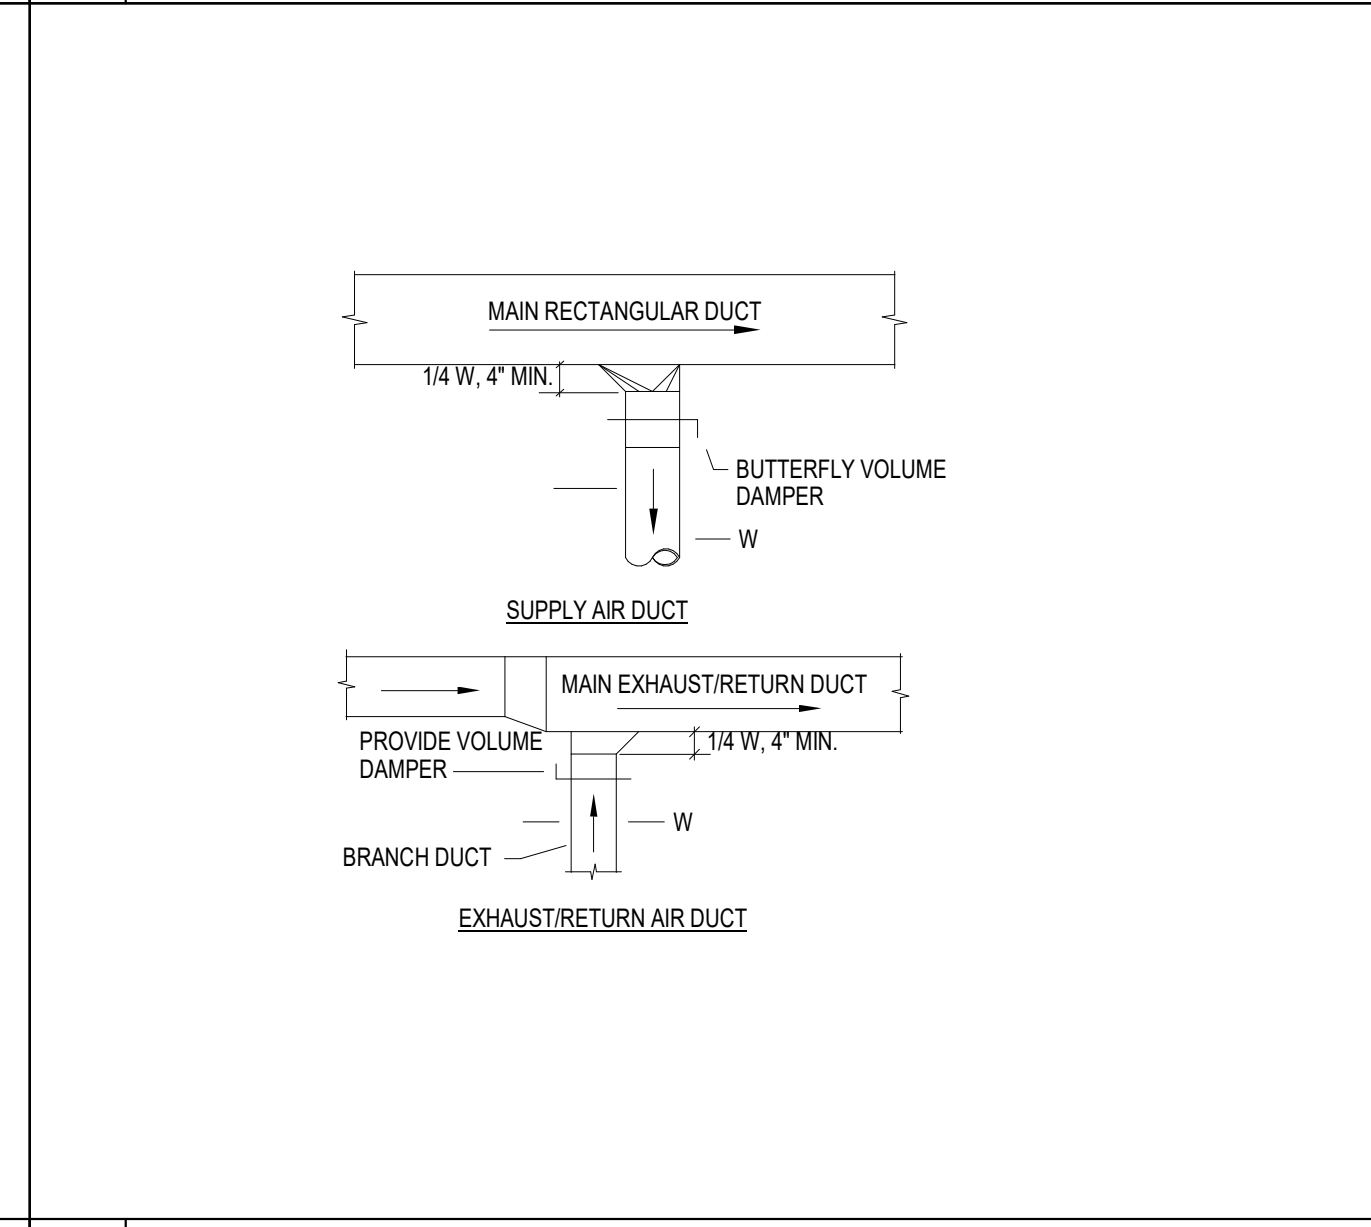 MAIN RECTANGULAR DUCT
1/4 W, 4" MIN.
BUTTERFLY VOLUME
DAMPER
W
SUPPLY AIR DUCT
MAIN EXHAUST/RETURN DUCT
PROVIDE VOLUME
DAMPER
1/4 W, 4" MIN.
W
BRANCH DUCT
EXHAUST/RETURN AIR DUCT